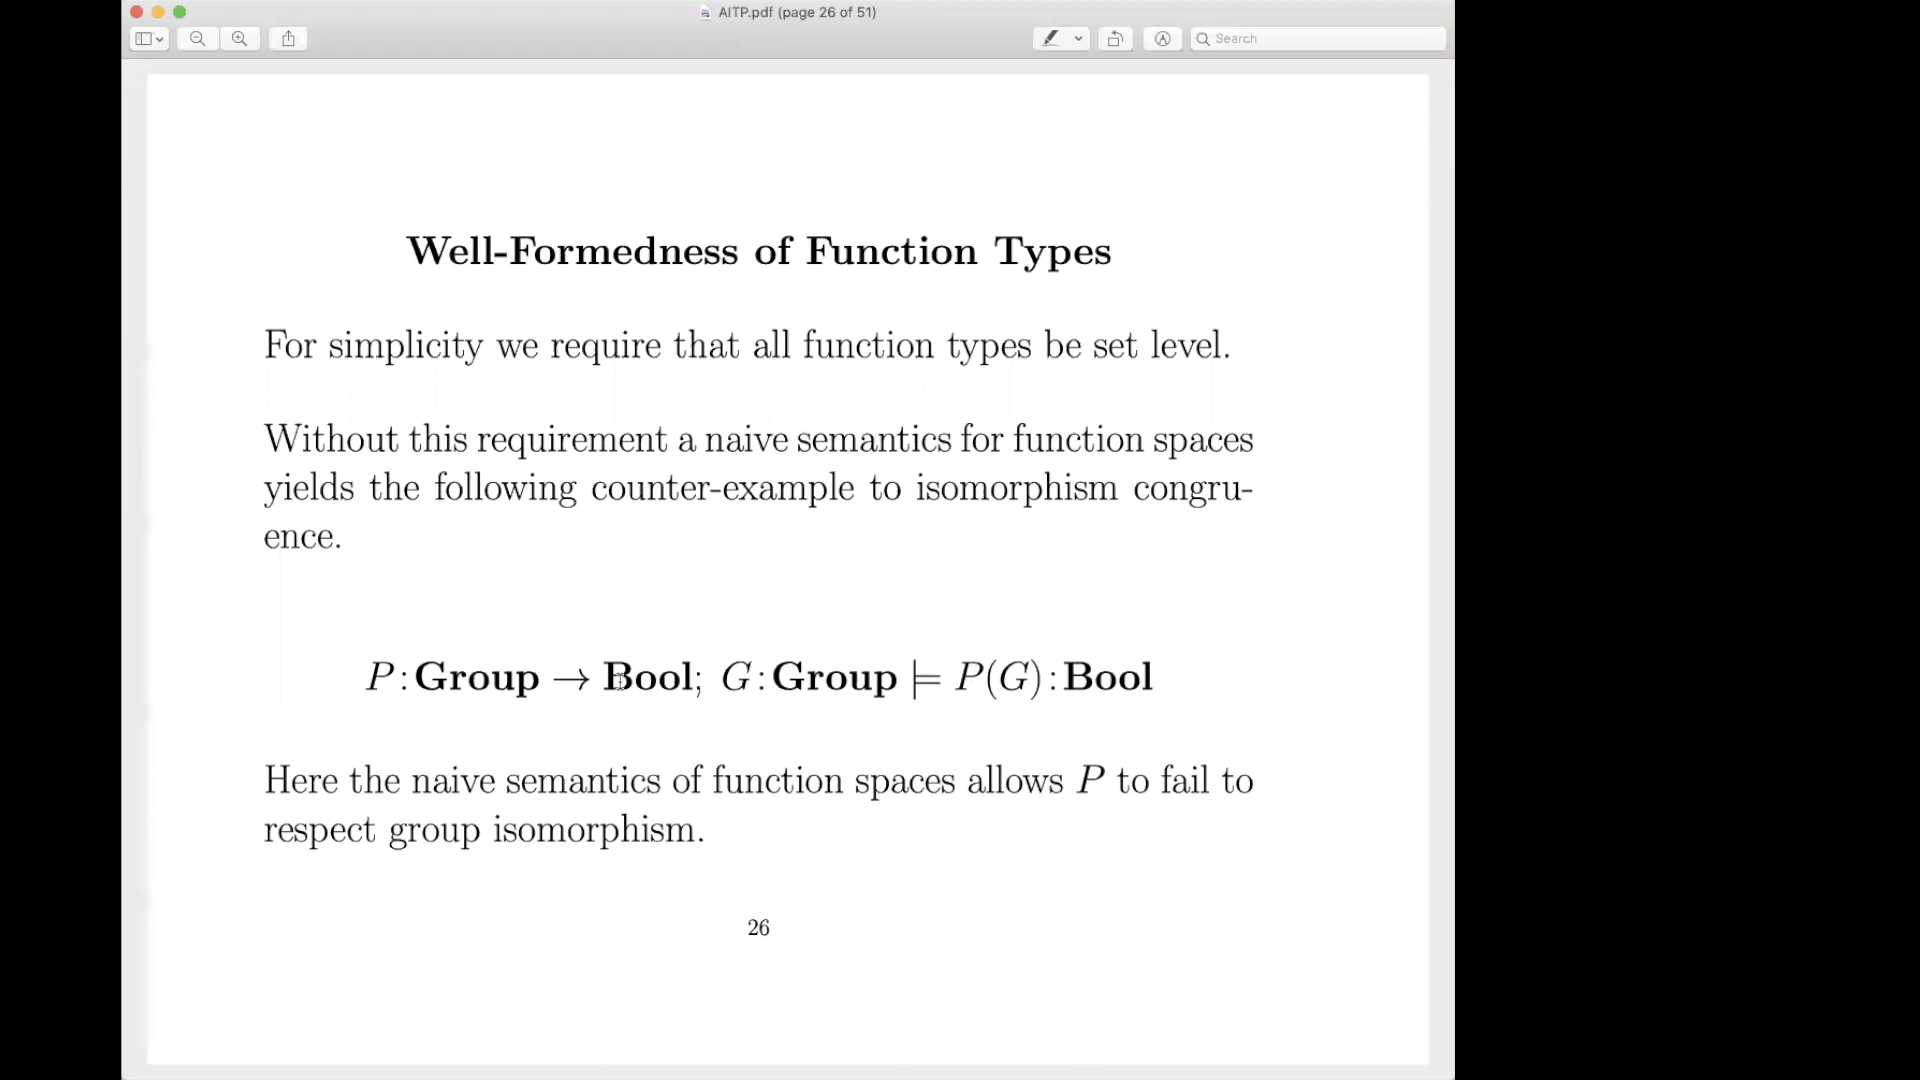 AITP.pdf (page 26 of 51)
Search
Well-Formedness of Function Types
For simplicity we require that all function types be set level.
Without this requirement a naive semantics for function spaces
yields the following counter-example to isomorphism congru-
ence.
P : Group → Bool; G : Group ⊨ P(G) : Bool
Here the naive semantics of function spaces allows P to fail to
respect group isomorphism.
26